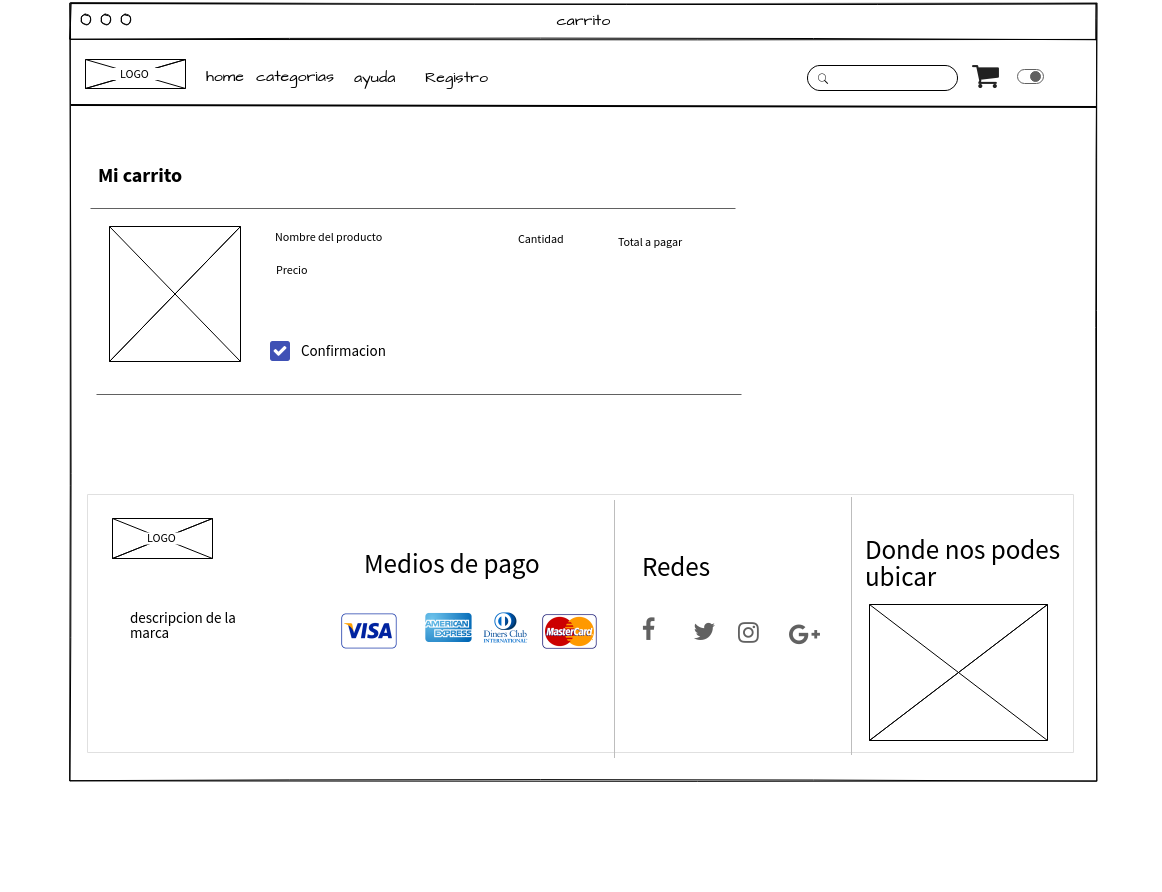 carrito
LOGO home categorias ayuda Registro
Mi carrito
Nombre del producto Cantidad Total a pagar
Precio
Confirmacion
LOGO
descripcion de la
marca
Medios de pago
VISA AMERICAN EXPRESS Diners Club INTERNATIONAL MasterCard
Redes
G+
Donde nos podes
ubicar